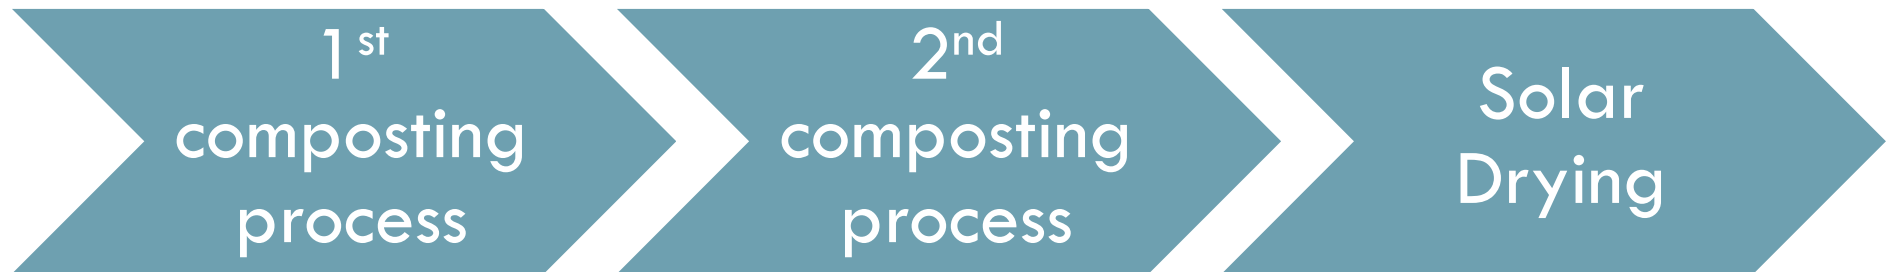 1st
composting
process
2nd
composting
process
Solar
Drying